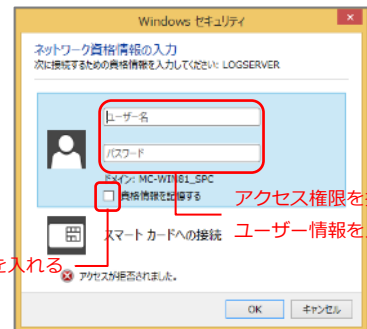 Windows セキュリティ
ネットワーク資格情報の入力
次に接続するための資格情報を入力してください: LOGSERVER
ユーザー名
パスワード
ドメイン: MC-WIN81_SPC
資格情報を記憶する
アクセス権限を
スマート カードへの接続
ユーザー情報を
を入れる
アクセスが拒否されました。
OK
キャンセル